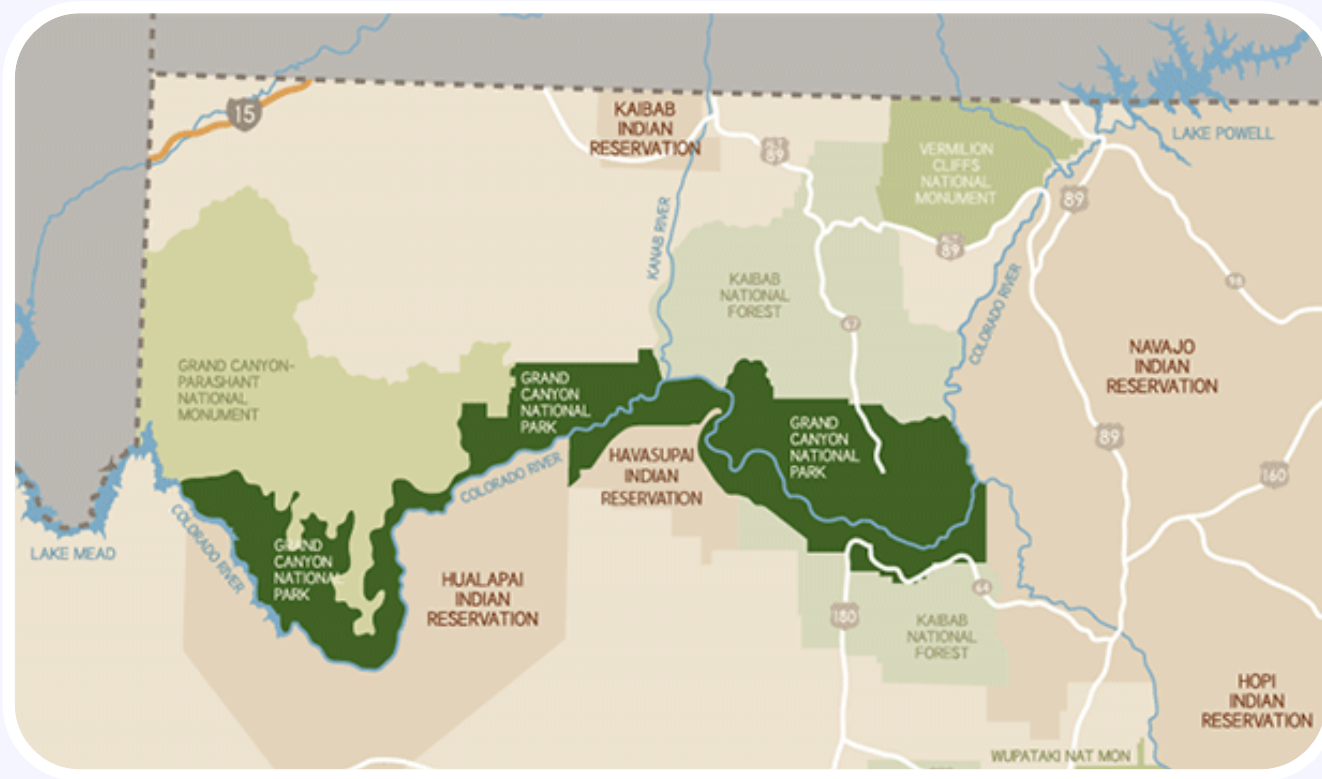 15
KAIBAB
INDIAN
RESERVATION
ALT
89
VERMILION
CLIFFS
NATIONAL
MONUMENT
LAKE POWELL
89
ALT
89
KANAB RIVER
KAIBAB
NATIONAL
FOREST
COLORADO RIVER
98
67
NAVAJO
INDIAN
RESERVATION
GRAND CANYON-
PARASHANT
NATIONAL
MONUMENT
GRAND
CANYON
NATIONAL
PARK
GRAND
CANYON
NATIONAL
PARK
89
HAVASUPAI
INDIAN
RESERVATION
COLORADO RIVER
160
COLORADO RIVER
LAKE MEAD
GRAND
CANYON
NATIONAL
PARK
HUALAPAI
INDIAN
RESERVATION
64
180
KAIBAB
NATIONAL
FOREST
HOPI
INDIAN
RESERVATION
WUPATAKI NAT MON